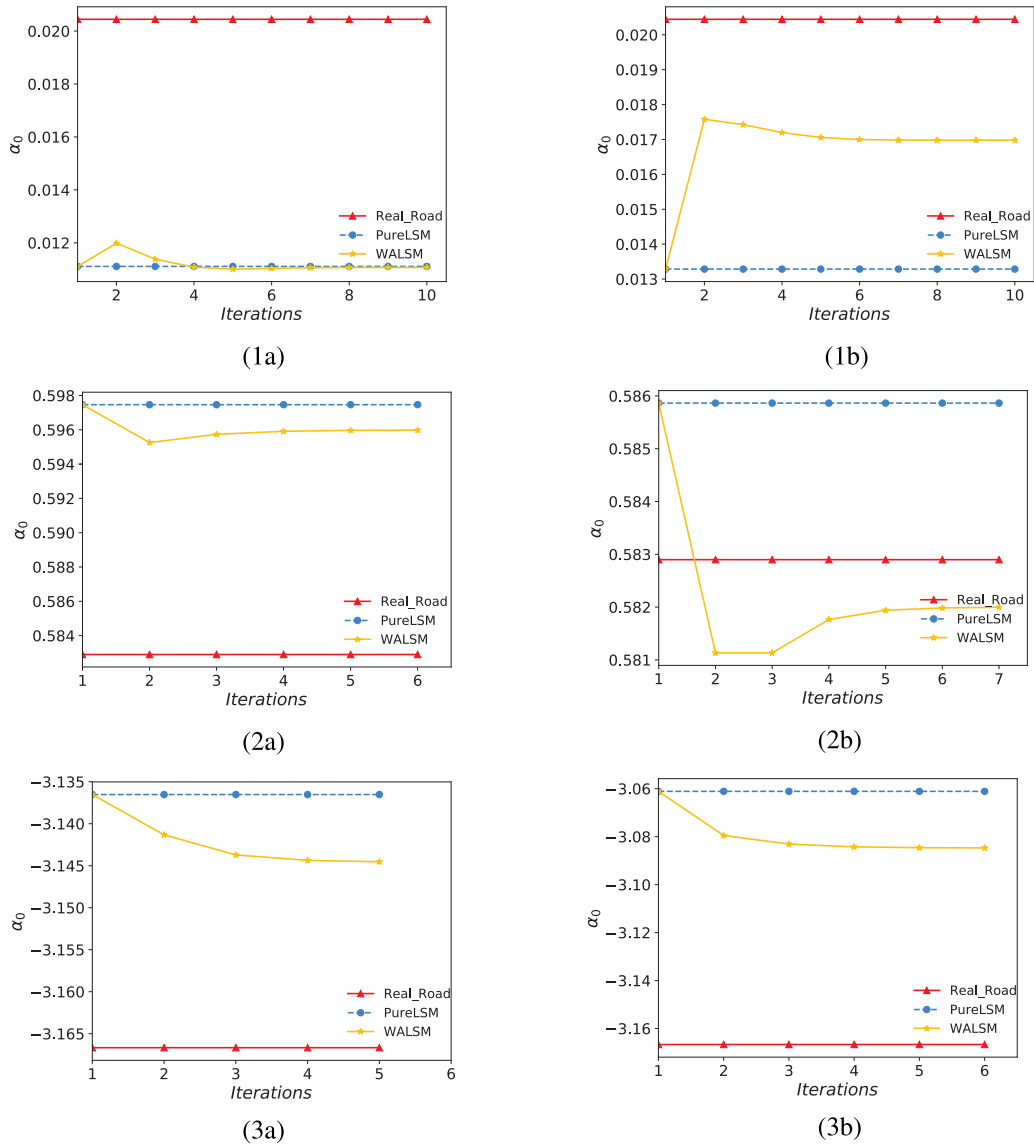 0.020
0.018
0.016
0.014
0.012
α₀
2 4 6 8 10
Iterations
Real_Road
PureLSM
WALSM
(1a)
0.020
0.019
0.018
0.017
0.016
0.015
0.014
0.013
α₀
2 4 6 8 10
Iterations
Real_Road
PureLSM
WALSM
(1b)
0.598
0.596
0.594
0.592
0.590
0.588
0.586
0.584
α₀
1 2 3 4 5 6
Iterations
Real_Road
PureLSM
WALSM
(2a)
0.586
0.585
0.584
0.583
0.582
0.581
α₀
1 2 3 4 5 6 7
Iterations
Real_Road
PureLSM
WALSM
(2b)
−3.135
−3.140
−3.145
−3.150
−3.155
−3.160
−3.165
α₀
1 2 3 4 5 6
Iterations
Real_Road
PureLSM
WALSM
(3a)
−3.06
−3.08
−3.10
−3.12
−3.14
−3.16
α₀
1 2 3 4 5 6
Iterations
Real_Road
PureLSM
WALSM
(3b)